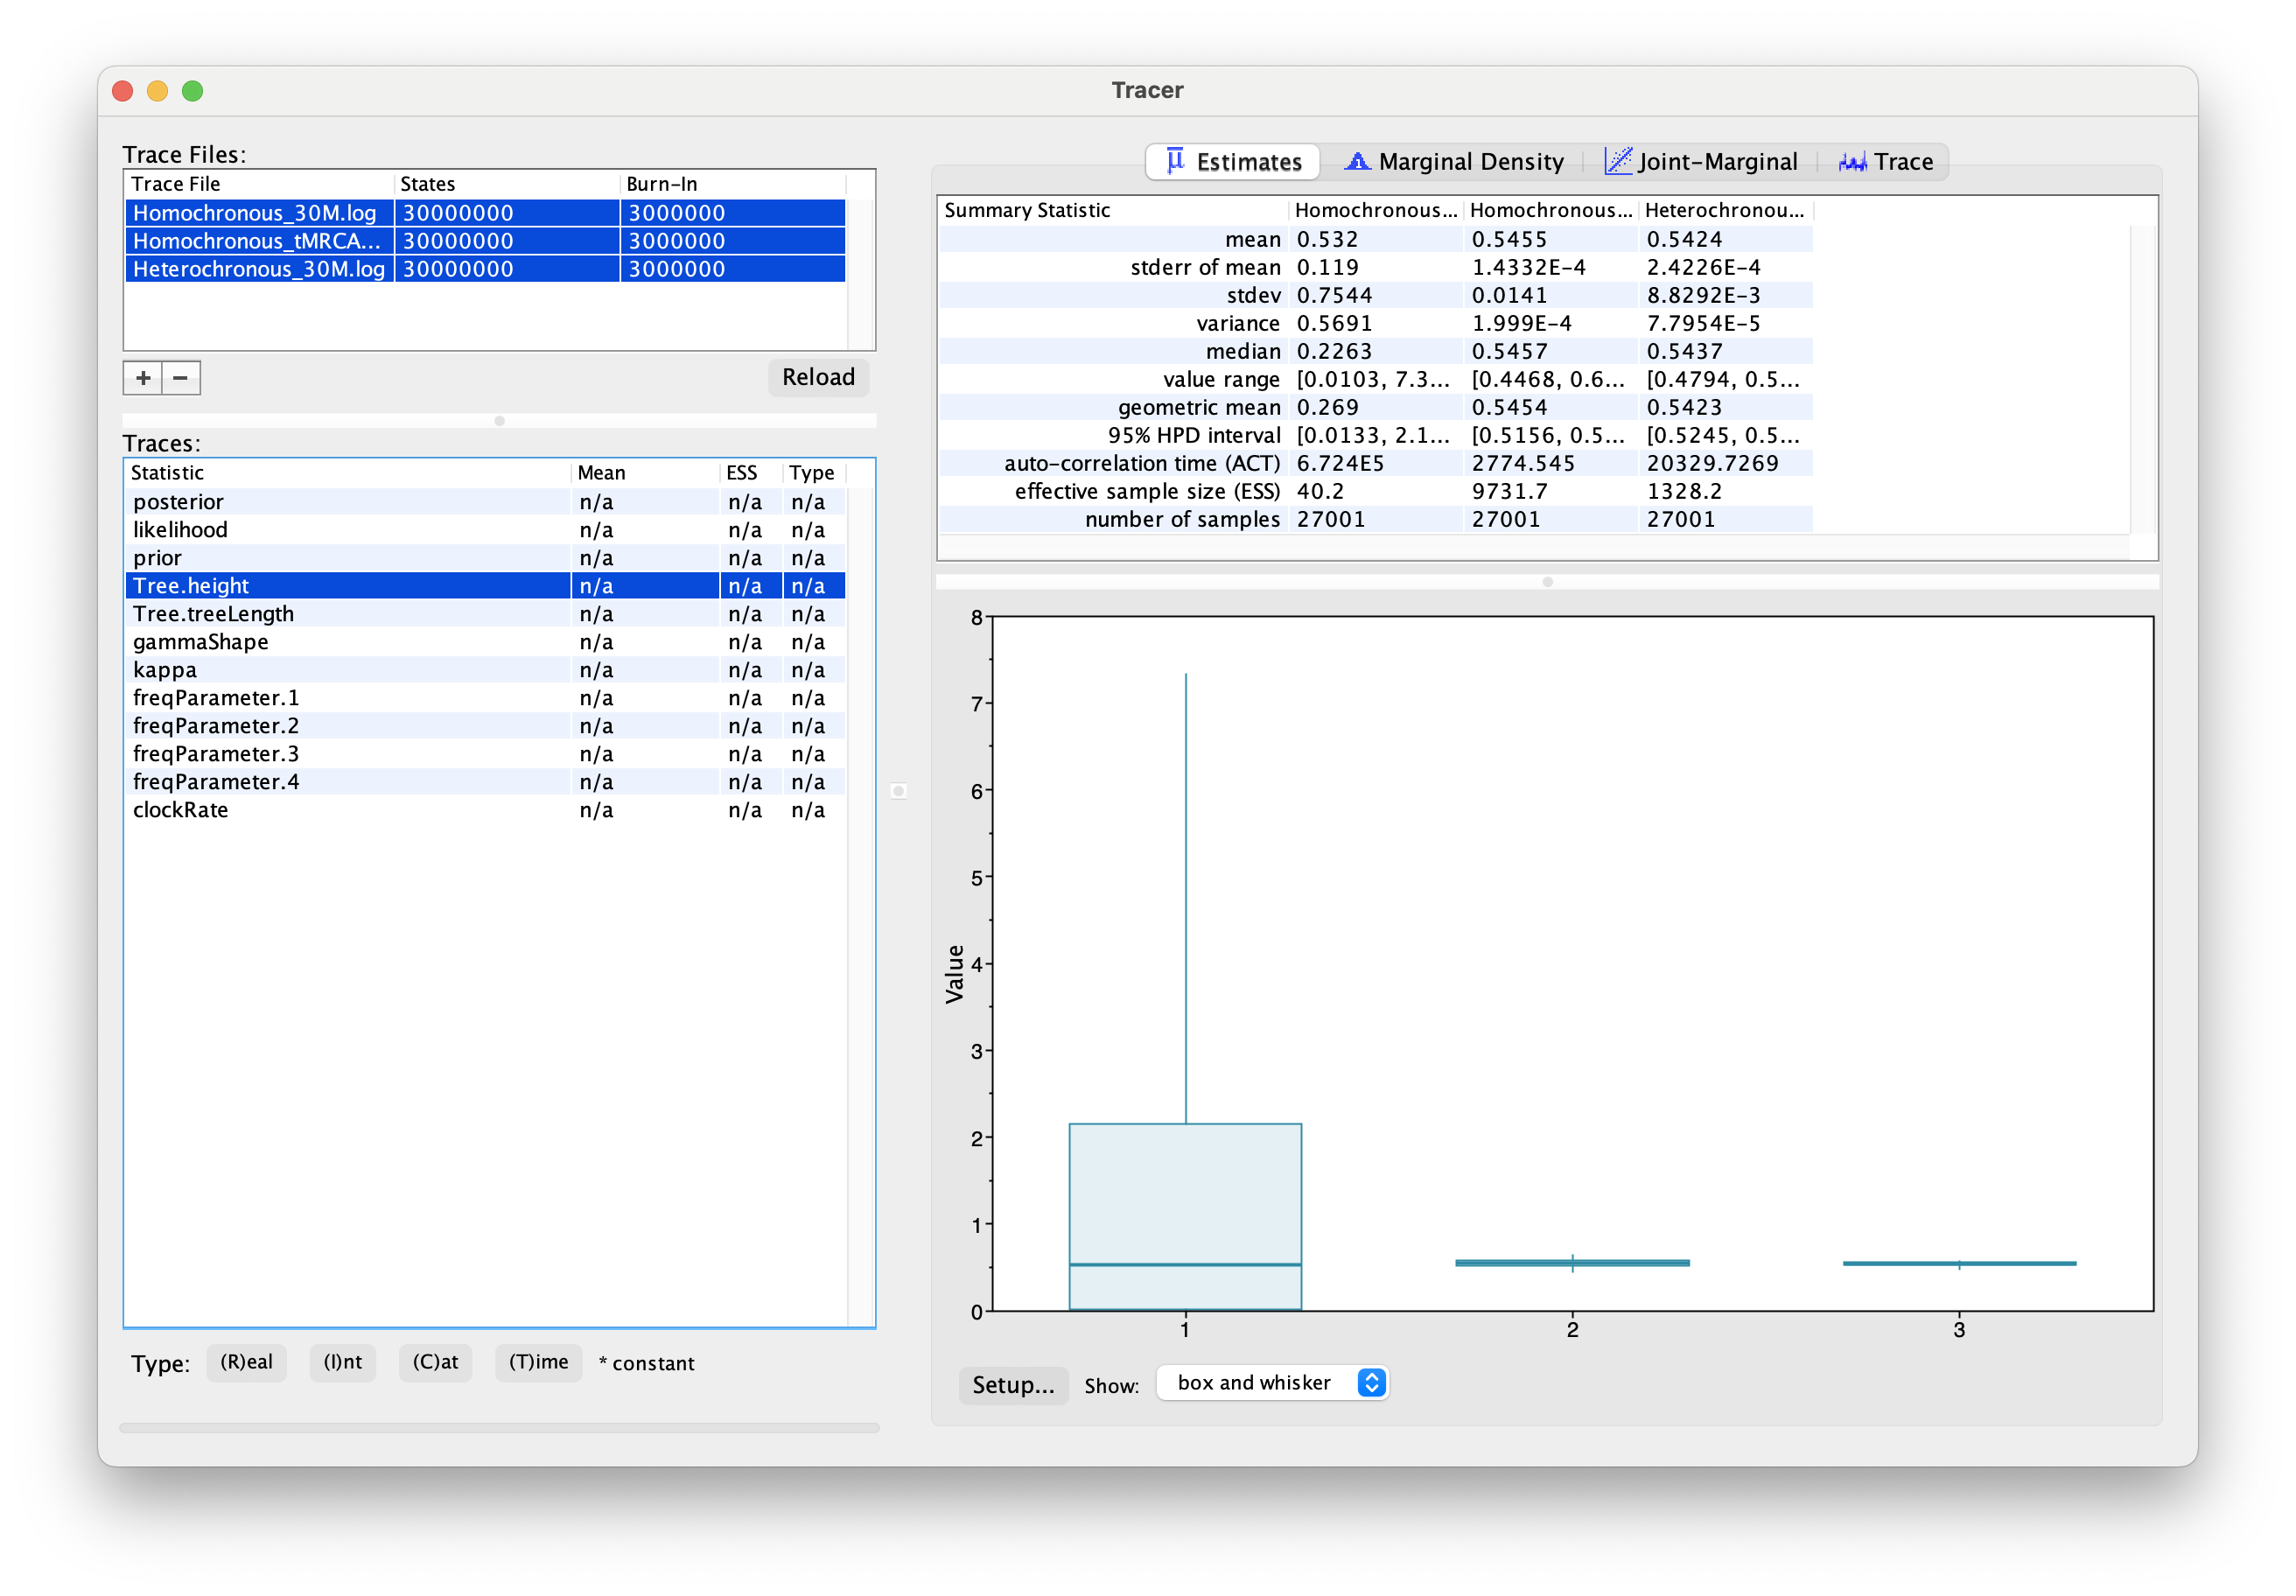 Tracer
Trace Files:
Trace File States Burn-In
Homochronous_30M.log 30000000 3000000
Homochronous_tMRCA... 30000000 3000000
Heterochronous_30M.log 30000000 3000000
+ −
Reload
Traces:
Statistic Mean ESS Type
posterior n/a n/a n/a
likelihood n/a n/a n/a
prior n/a n/a n/a
Tree.height n/a n/a n/a
Tree.treeLength n/a n/a n/a
gammaShape n/a n/a n/a
kappa n/a n/a n/a
freqParameter.1 n/a n/a n/a
freqParameter.2 n/a n/a n/a
freqParameter.3 n/a n/a n/a
freqParameter.4 n/a n/a n/a
clockRate n/a n/a n/a
Type: (R)eal (I)nt (C)at (T)ime * constant
Estimates Marginal Density Joint-Marginal Trace
Summary Statistic Homochronous... Homochronous... Heterochronou...
mean 0.532 0.5455 0.5424
stderr of mean 0.119 1.4332E-4 2.4226E-4
stdev 0.7544 0.0141 8.8292E-3
variance 0.5691 1.999E-4 7.7954E-5
median 0.2263 0.5457 0.5437
value range [0.0103, 7.3... [0.4468, 0.6... [0.4794, 0.5...
geometric mean 0.269 0.5454 0.5423
95% HPD interval [0.0133, 2.1... [0.5156, 0.5... [0.5245, 0.5...
auto-correlation time (ACT) 6.724E5 2774.545 20329.7269
effective sample size (ESS) 40.2 9731.7 1328.2
number of samples 27001 27001 27001
8
7
6
5
4
3
2
1
0
Value
1 2 3
Setup... Show: box and whisker